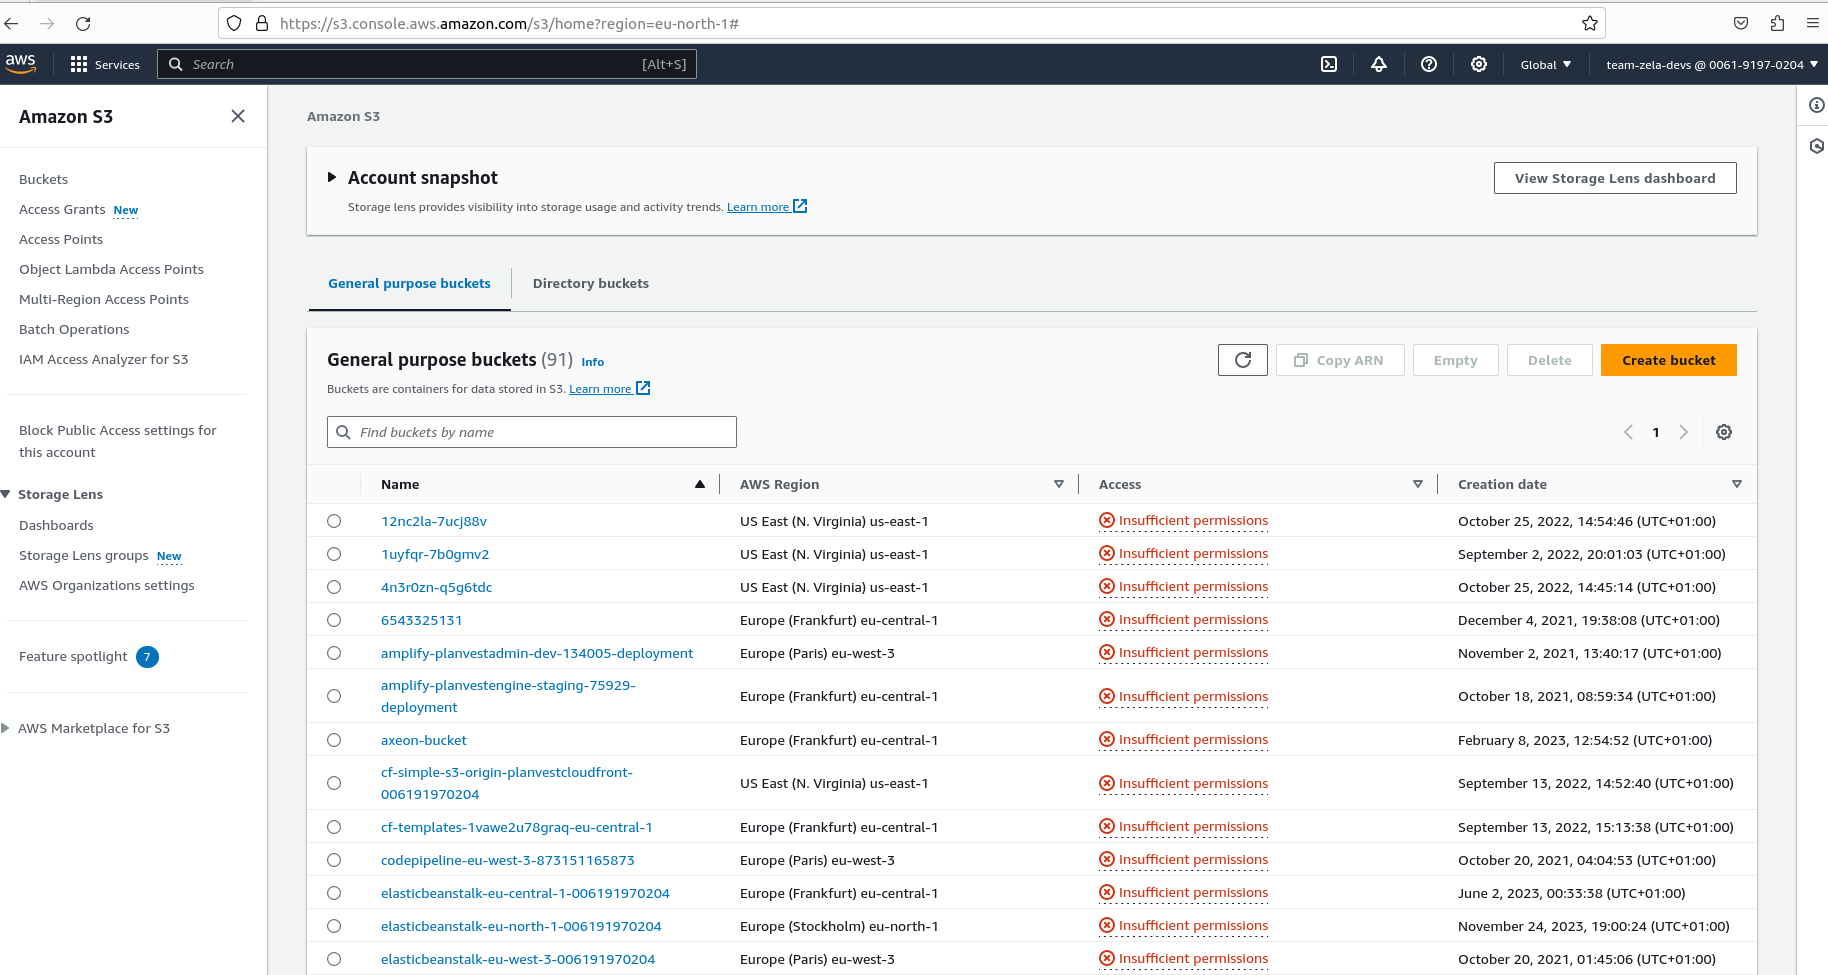 https://s3.console.aws.amazon.com/s3/home?region=eu-north-1#
aws
Services
Search
[Alt+S]
Global
team-zela-devs @ 0061-9197-0204
Amazon S3
Buckets
Access Grants New
Access Points
Object Lambda Access Points
Multi-Region Access Points
Batch Operations
IAM Access Analyzer for S3
Block Public Access settings for
this account
Storage Lens
Dashboards
Storage Lens groups New
AWS Organizations settings
Feature spotlight 7
AWS Marketplace for S3
Amazon S3
Account snapshot
View Storage Lens dashboard
Storage lens provides visibility into storage usage and activity trends. Learn more
General purpose buckets
Directory buckets
General purpose buckets (91) Info
Copy ARN
Empty
Delete
Create bucket
Buckets are containers for data stored in S3. Learn more
Find buckets by name
1
Name AWS Region Access Creation date
12nc2la-7ucj88v US East (N. Virginia) us-east-1 Insufficient permissions October 25, 2022, 14:54:46 (UTC+01:00)
1uyfqr-7b0gmv2 US East (N. Virginia) us-east-1 Insufficient permissions September 2, 2022, 20:01:03 (UTC+01:00)
4n3r0zn-q5g6tdc US East (N. Virginia) us-east-1 Insufficient permissions October 25, 2022, 14:45:14 (UTC+01:00)
6543325131 Europe (Frankfurt) eu-central-1 Insufficient permissions December 4, 2021, 19:38:08 (UTC+01:00)
amplify-planvestadmin-dev-134005-deployment Europe (Paris) eu-west-3 Insufficient permissions November 2, 2021, 13:40:17 (UTC+01:00)
amplify-planvestengine-staging-75929-
deployment Europe (Frankfurt) eu-central-1 Insufficient permissions October 18, 2021, 08:59:34 (UTC+01:00)
axeon-bucket Europe (Frankfurt) eu-central-1 Insufficient permissions February 8, 2023, 12:54:52 (UTC+01:00)
cf-simple-s3-origin-planvestcloudfront-
006191970204 US East (N. Virginia) us-east-1 Insufficient permissions September 13, 2022, 14:52:40 (UTC+01:00)
cf-templates-1vawe2u78graq-eu-central-1 Europe (Frankfurt) eu-central-1 Insufficient permissions September 13, 2022, 15:13:38 (UTC+01:00)
codepipeline-eu-west-3-873151165873 Europe (Paris) eu-west-3 Insufficient permissions October 20, 2021, 04:04:53 (UTC+01:00)
elasticbeanstalk-eu-central-1-006191970204 Europe (Frankfurt) eu-central-1 Insufficient permissions June 2, 2023, 00:33:38 (UTC+01:00)
elasticbeanstalk-eu-north-1-006191970204 Europe (Stockholm) eu-north-1 Insufficient permissions November 24, 2023, 19:00:24 (UTC+01:00)
elasticbeanstalk-eu-west-3-006191970204 Europe (Paris) eu-west-3 Insufficient permissions October 20, 2021, 01:45:06 (UTC+01:00)